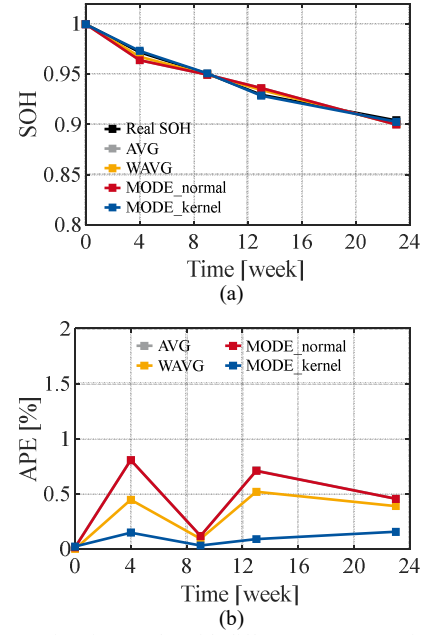 1
0.95
0.9
0.85
0.8
SOH
Real SOH
AVG
WAVG
MODE_normal
MODE_kernel
0 4 8 12 16 20 24
Time [week]
(a)
2
1.5
1
0.5
0
APE [%]
AVG MODE_normal
WAVG MODE_kernel
0 4 8 12 16 20 24
Time [week]
(b)